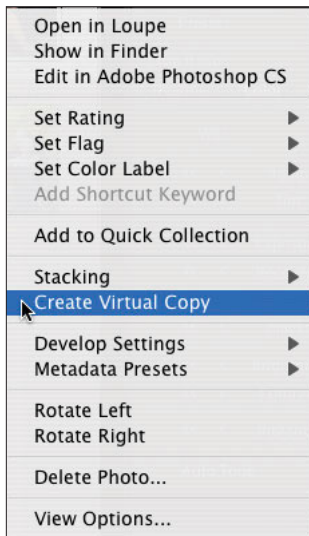 Open in Loupe
Show in Finder
Edit in Adobe Photoshop CS
Set Rating
Set Flag
Set Color Label
Add Shortcut Keyword
Add to Quick Collection
Stacking
Create Virtual Copy
Develop Settings
Metadata Presets
Rotate Left
Rotate Right
Delete Photo...
View Options...